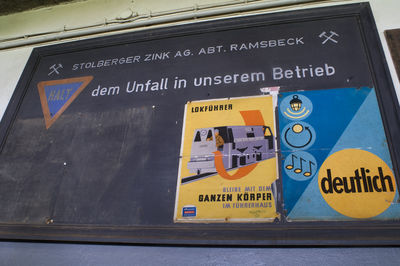 STOLBERGER ZINK AG. ABT. RAMSBECK
HALT
dem Unfall in unserem Betrieb
LOKFÜHRER
BLEIBE MIT DEM
GANZEN KÖRPER
IM FÜHRERHAUS
deutlich